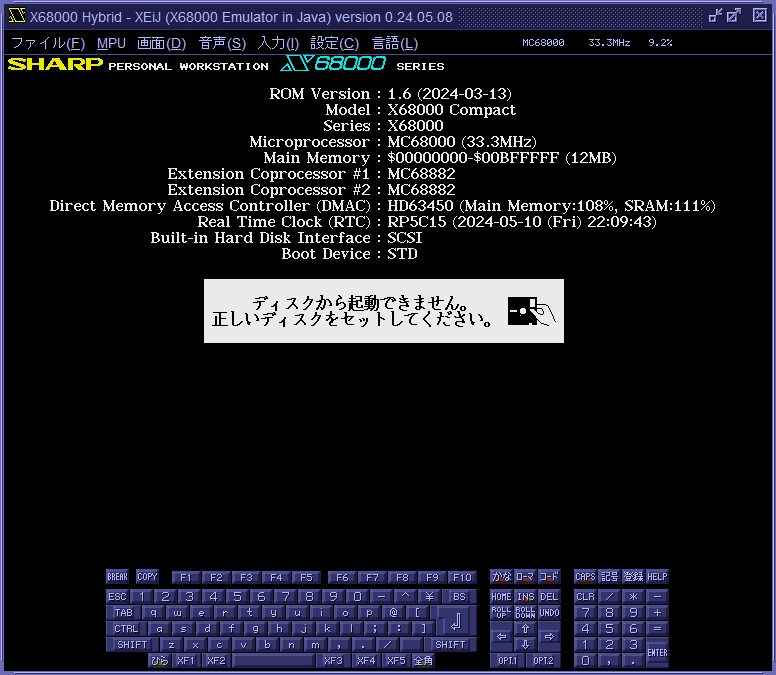 X68000 Hybrid - XEiJ (X68000 Emulator in Java) version 0.24.05.08
ファイル(F) MPU 画面(D) 音声(S) 入力(I) 設定(C) 言語(L) MC68000 33.3MHz 9.2%
SHARP PERSONAL WORKSTATION X68000 SERIES
ROM Version : 1.6 (2024-03-13)
Model : X68000 Compact
Series : X68000
Microprocessor : MC68000 (33.3MHz)
Main Memory : $00000000-$00BFFFFF (12MB)
Extension Coprocessor #1 : MC68882
Extension Coprocessor #2 : MC68882
Direct Memory Access Controller (DMAC) : HD63450 (Main Memory:108%, SRAM:111%)
Real Time Clock (RTC) : RP5C15 (2024-05-10 (Fri) 22:09:43)
Built-in Hard Disk Interface : SCSI
Boot Device : STD
ディスクから起動できません。
正しいディスクをセットしてください。
BREAK COPY F1 F2 F3 F4 F5 F6 F7 F8 F9 F10 かな ローマ コード CAPS 記号 登録 HELP
ESC 1 2 3 4 5 6 7 8 9 0 - ^ ¥ BS HOME INS DEL CLR / * -
TAB q w e r t y u i o p @ [ ROLL UP ROLL DOWN UNDO 7 8 9 +
CTRL a s d f g h j k l ; : ] ← ↑ → 4 5 6 =
SHIFT z x c v b n m , . / SHIFT ↓ 1 2 3 ENTER
ひら XF1 XF2 XF3 XF4 XF5 全角 OPT.1 OPT.2 0 , .